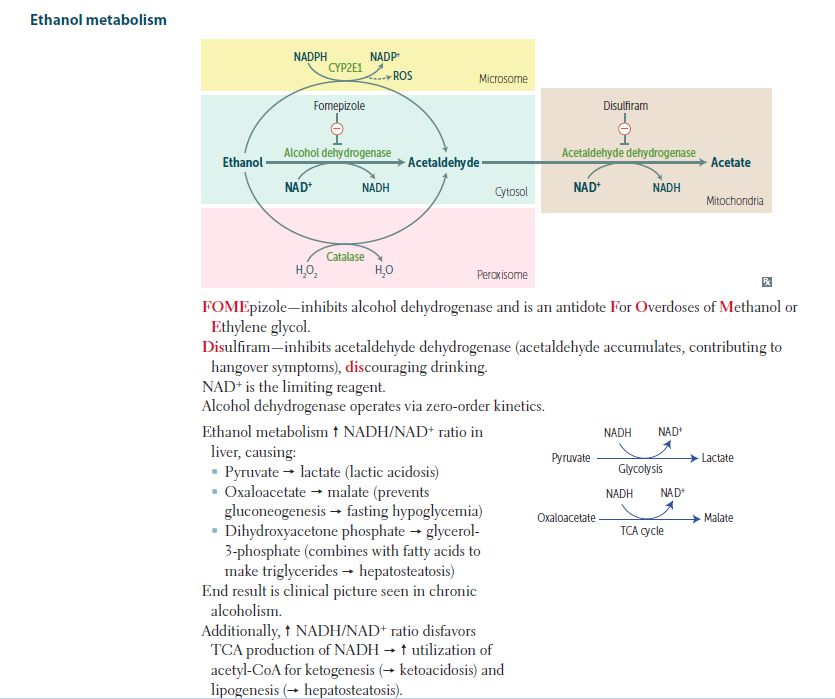 Ethanol metabolism
NADPH NADP+
CYP2E1
ROS
Microsome
Fomepizole
Disulfiram
−
−
Alcohol dehydrogenase
Acetaldehyde dehydrogenase
Ethanol
Acetaldehyde
Acetate
NAD+ NADH
NAD+ NADH
Cytosol
Mitochondria
Catalase
H₂O₂ H₂O
Peroxisome
Rx
FOMEpizole—inhibits alcohol dehydrogenase and is an antidote For Overdoses of Methanol or
Ethylene glycol.
Disulfiram—inhibits acetaldehyde dehydrogenase (acetaldehyde accumulates, contributing to
hangover symptoms), discouraging drinking.
NAD+ is the limiting reagent.
Alcohol dehydrogenase operates via zero-order kinetics.
Ethanol metabolism ↑ NADH/NAD+ ratio in
liver, causing:
▪ Pyruvate → lactate (lactic acidosis)
▪ Oxaloacetate → malate (prevents
gluconeogenesis → fasting hypoglycemia)
▪ Dihydroxyacetone phosphate → glycerol-
3-phosphate (combines with fatty acids to
make triglycerides → hepatosteatosis)
End result is clinical picture seen in chronic
alcoholism.
Additionally, ↑ NADH/NAD+ ratio disfavors
TCA production of NADH → ↑ utilization of
acetyl-CoA for ketogenesis (→ ketoacidosis) and
lipogenesis (→ hepatosteatosis).
NADH NAD+
Pyruvate Lactate
Glycolysis
NADH NAD+
Oxaloacetate Malate
TCA cycle